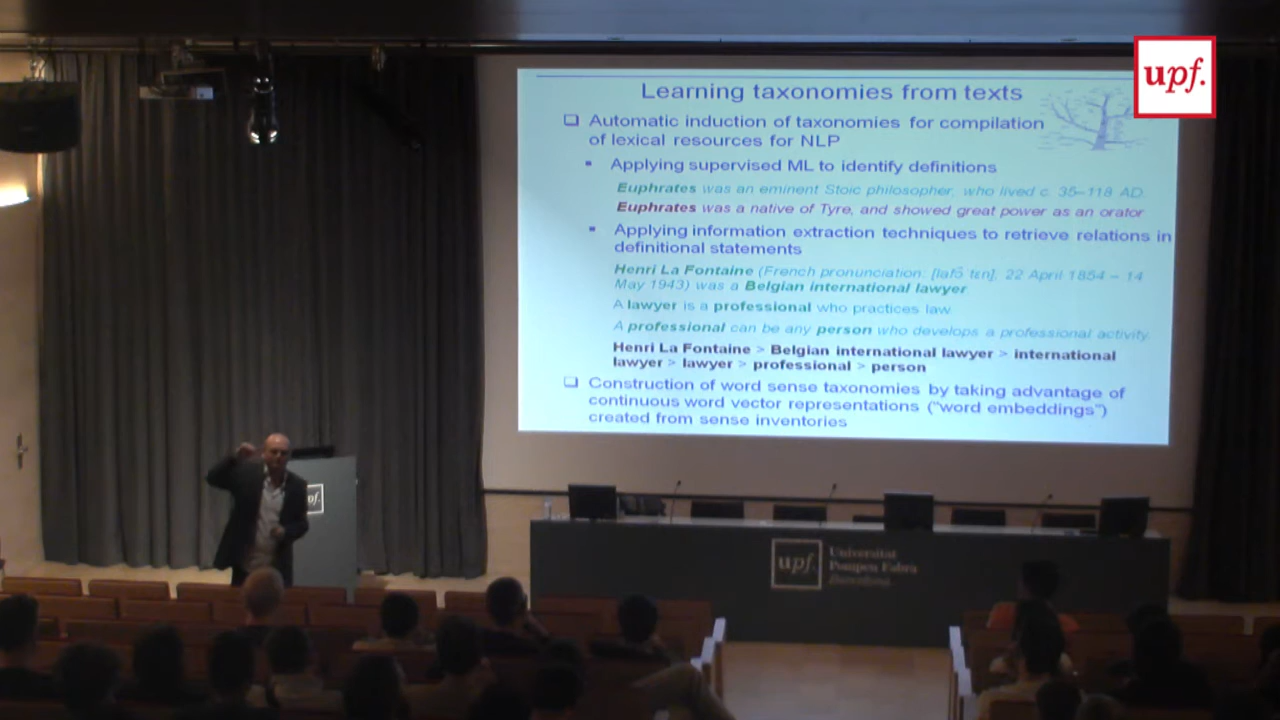 upf.
Learning taxonomies from texts
Automatic induction of taxonomies for compilation
of lexical resources for NLP
Applying supervised ML to identify definitions
Euphrates was an eminent Stoic philosopher, who lived c. 35–118 AD.
Euphrates was a native of Tyre, and showed great power as an orator
Applying information extraction techniques to retrieve relations in
definitional statements
Henri La Fontaine (French pronunciation: [lafɔ̃ tɛn], 22 April 1854 – 14
May 1943) was a Belgian international lawyer
A lawyer is a professional who practices law.
A professional can be any person who develops a professional activity.
Henri La Fontaine > Belgian international lawyer > international
lawyer > lawyer > professional > person
Construction of word sense taxonomies by taking advantage of
continuous word vector representations ("word embeddings")
created from sense inventories
pf.
upf.
Universitat
Pompeu Fabra
Barcelona